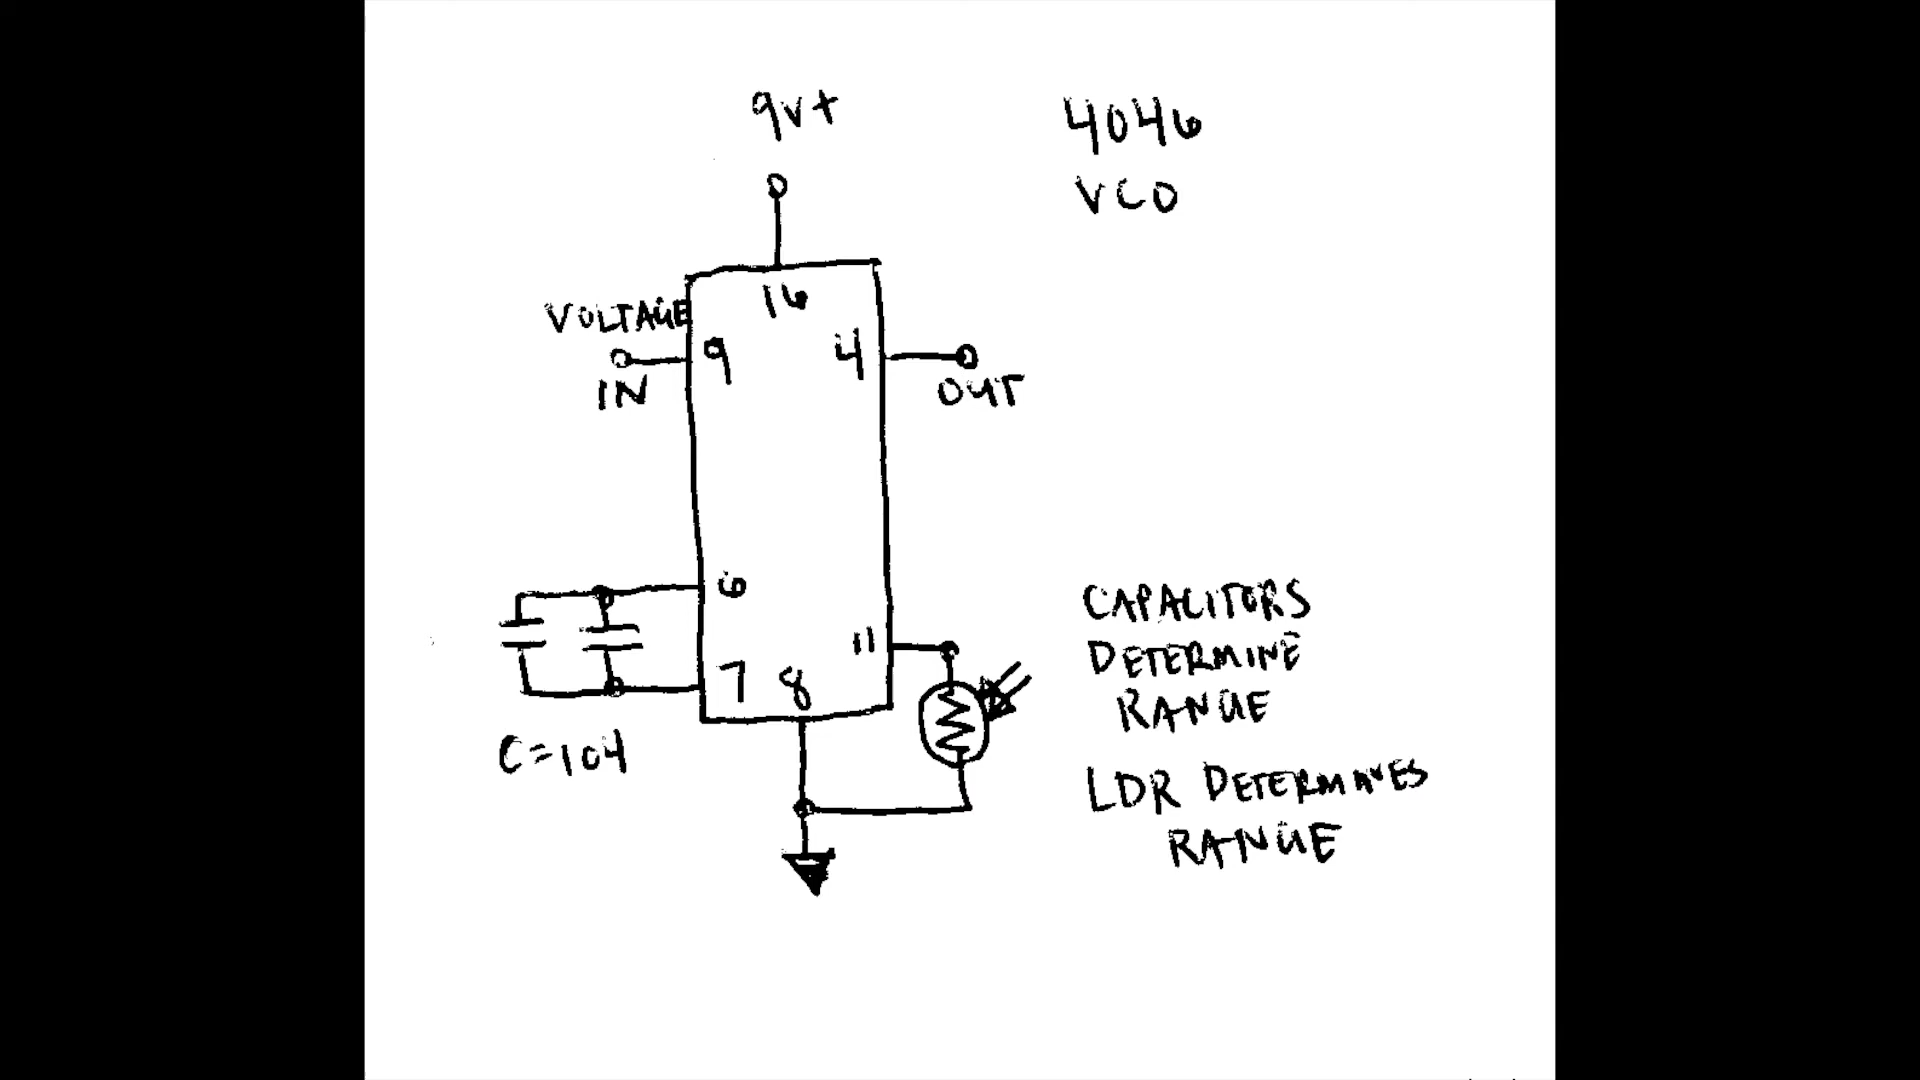 9V+
4046
VCO
16
VOLTAGE
9
4
IN
OUT
6
CAPACITORS
11
DETERMINE
7
8
RANGE
C=104
LDR DETERMINES
RANGE